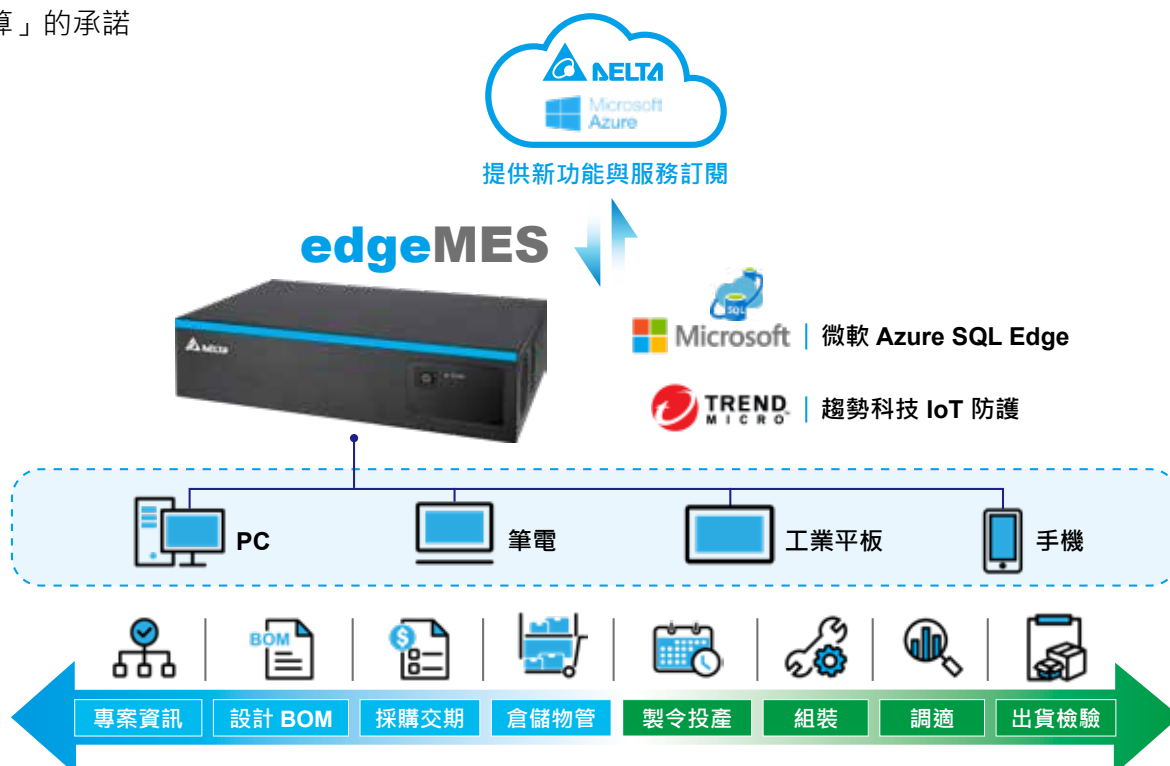 算」的承諾
DELTA
Microsoft
Azure
提供新功能與服務訂閱
edgeMES
DELTA
SQL
Microsoft | 微軟 Azure SQL Edge
TREND MICRO | 趨勢科技 IoT 防護
PC
筆電
工業平板
手機
BOM
$
專案資訊
設計 BOM
採購交期
倉儲物管
製令投產
組裝
調適
出貨檢驗